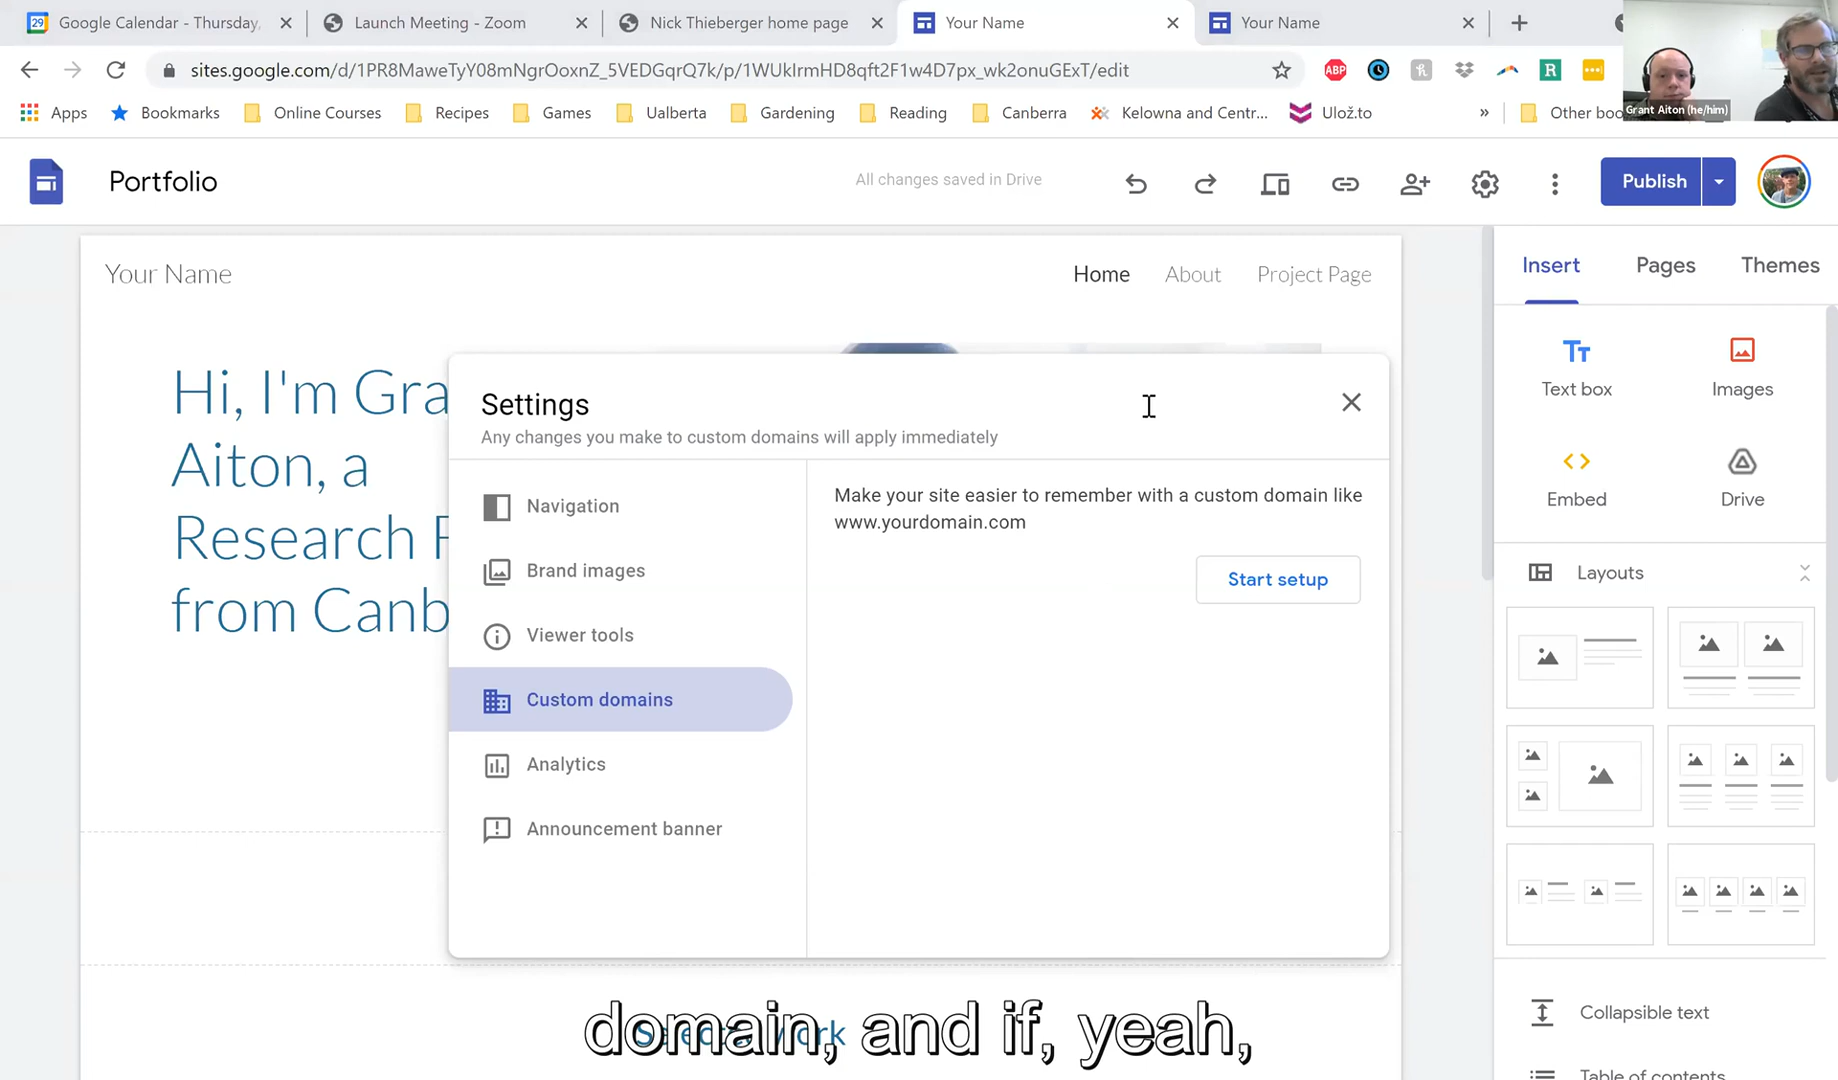 Google Calendar - Thursday,
Launch Meeting - Zoom
Nick Thieberger home page
Your Name
Your Name
sites.google.com/d/1PR8MaweTyY08mNgrOoxnZ_5VEDGqrQ7k/p/1WUkIrmHD8qft2F1w4D7px_wk2onuGExT/edit
ABP
Grant Aiton (he/him)
Apps
Bookmarks
Online Courses
Recipes
Games
Ualberta
Gardening
Reading
Canberra
Kelowna and Centr...
Ulož.to
»
Other boo
Portfolio
All changes saved in Drive
Publish
Your Name
Home
About
Project Page
Insert
Pages
Themes
Hi, I'm Gra
Aiton, a
Research F
from Canb
Settings
Any changes you make to custom domains will apply immediately
Navigation
Brand images
Viewer tools
Custom domains
Analytics
Announcement banner
Make your site easier to remember with a custom domain like
www.yourdomain.com
Start setup
Text box
Images
Embed
Drive
Layouts
Collapsible text
Table of contents
domain, and if, yeah,